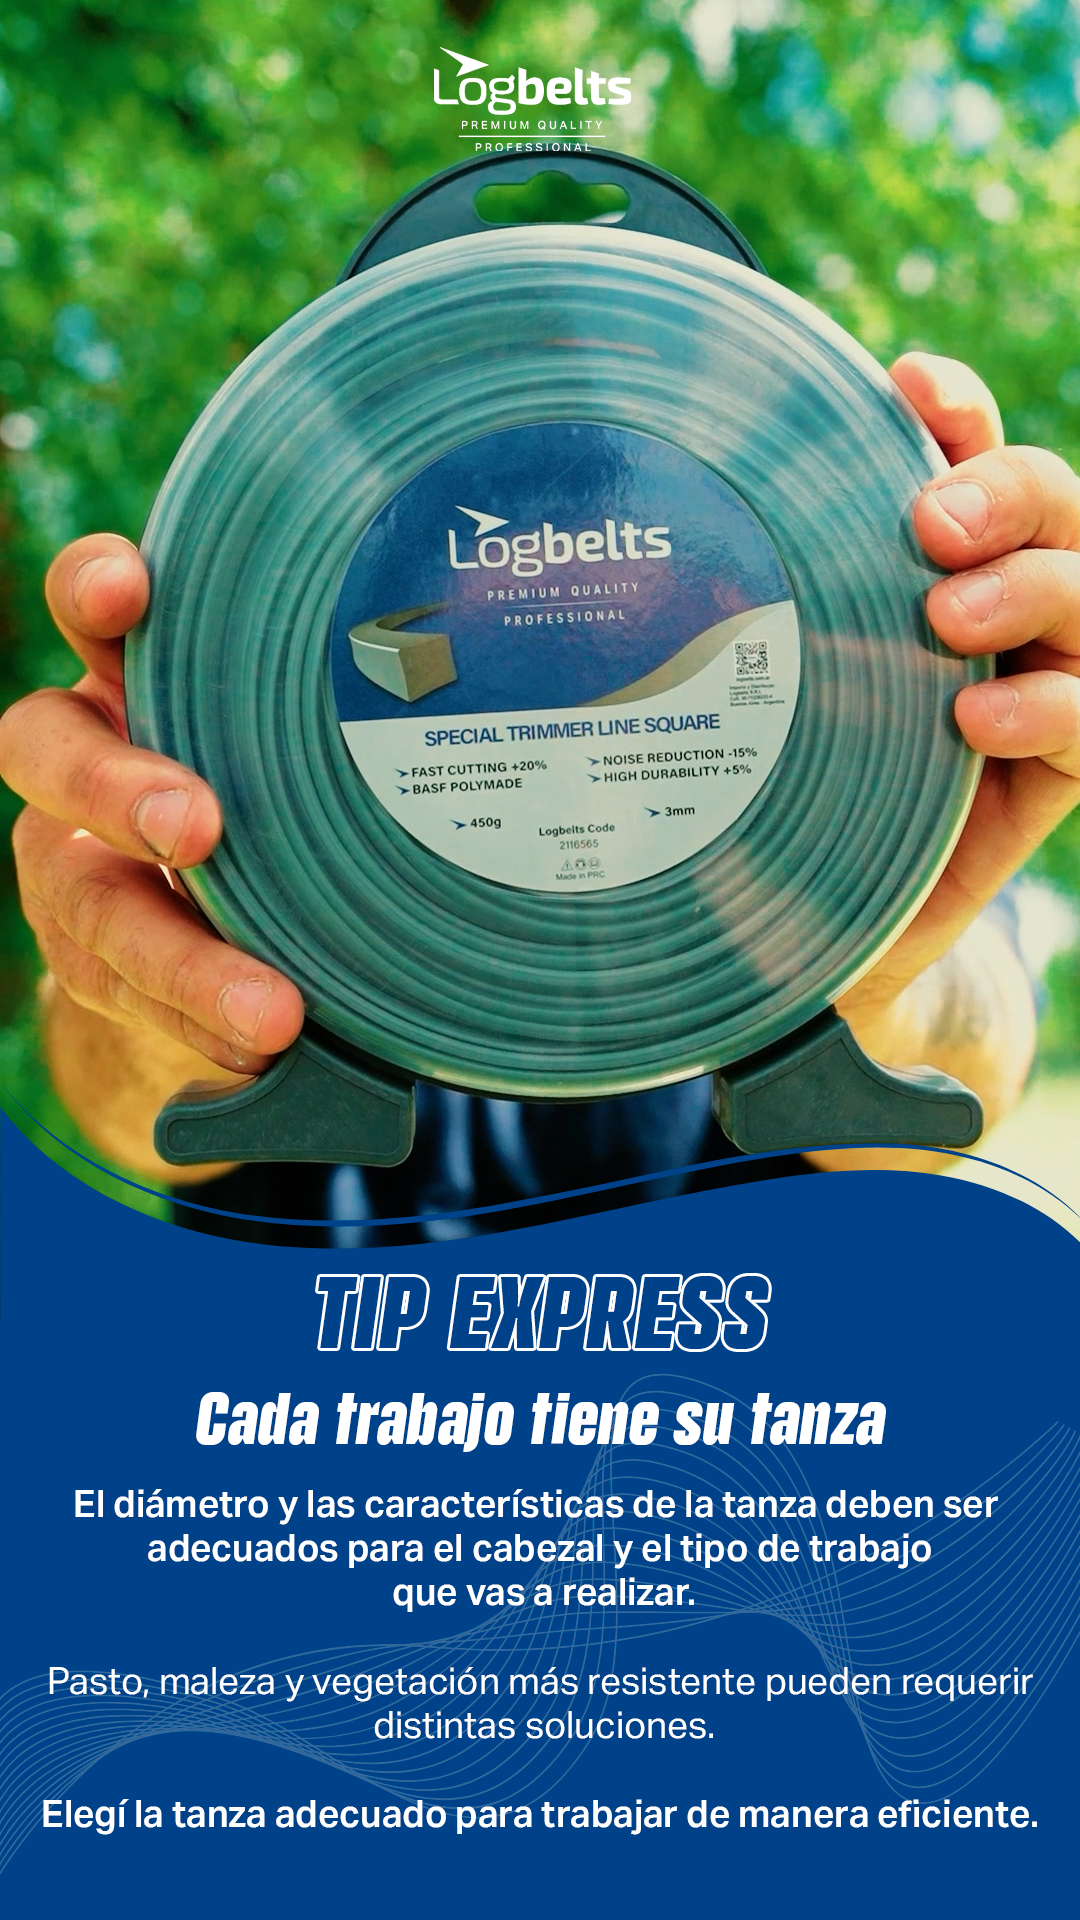 Logbelts
PREMIUM QUALITY
PROFESSIONAL
Logbelts
PREMIUM QUALITY
PROFESSIONAL
logbelts.com.ar
SPECIAL TRIMMER LINE SQUARE
FAST CUTTING +20%
BASF POLYMADE
NOISE REDUCTION -15%
HIGH DURABILITY +5%
450g
3mm
Logbelts Code
2116565
Made in PRC
TIP EXPRESS
Cada trabajo tiene su tanza
El diámetro y las características de la tanza deben ser
adecuados para el cabezal y el tipo de trabajo
que vas a realizar.
Pasto, maleza y vegetación más resistente pueden requerir
distintas soluciones.
Elegí la tanza adecuado para trabajar de manera eficiente.